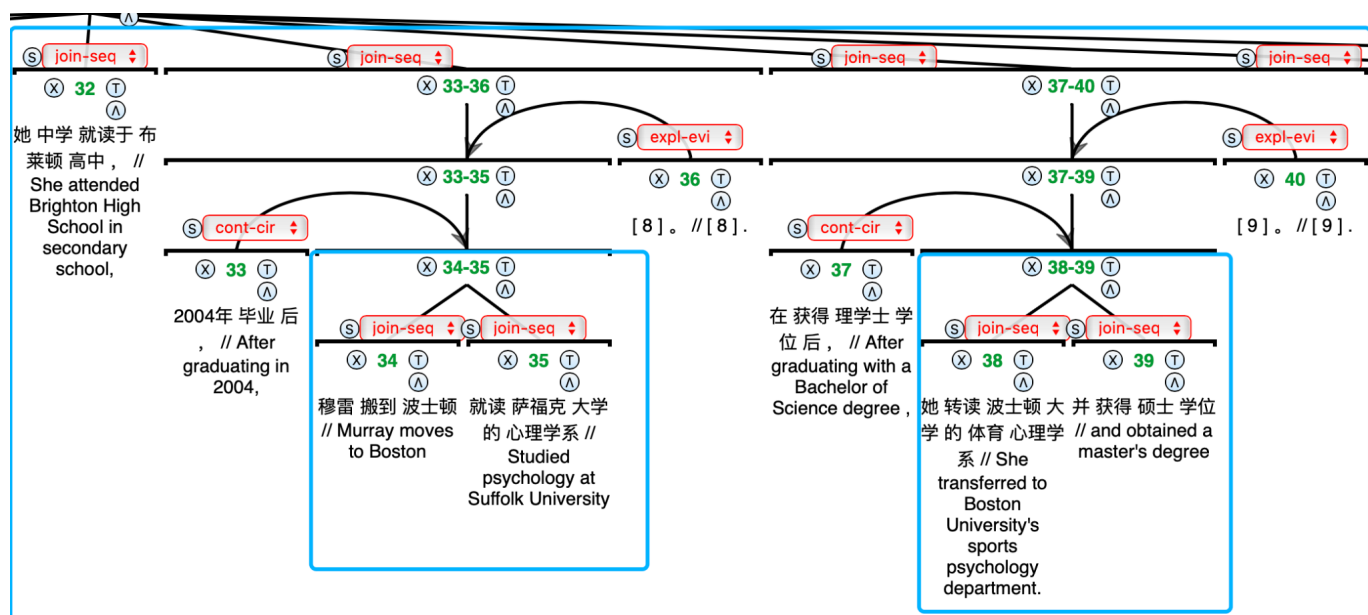 Λ
S join-seq
S join-seq
S join-seq
S join-seq
X 32 T
Λ
X 33-36 T
Λ
X 37-40 T
Λ
她 中学 就读于 布
莱顿 高中 , //
She attended
Brighton High
School in
secondary
school,
S expl-evi
S expl-evi
X 33-35 T
Λ
X 36 T
Λ
[ 8 ] 。 //[8] .
X 37-39 T
Λ
X 40 T
Λ
[ 9 ] 。 //[9] .
S cont-cir
X 33 T
Λ
2004年 毕业 后
, // After
graduating in
2004,
X 34-35 T
Λ
S join-seq
S join-seq
X 34 T
Λ
穆雷 搬到 波士顿
// Murray moves
to Boston
X 35 T
Λ
就读 萨福克 大学
的 心理学系 //
Studied
psychology at
Suffolk University
S cont-cir
X 37 T
Λ
在 获得 理学士 学
位 后 , // After
graduating with a
Bachelor of
Science degree ,
X 38-39 T
Λ
S join-seq
S join-seq
X 38 T
Λ
她 转读 波士顿 大
学 的 体育 心理学
系 // She
transferred to
Boston
University's
sports
psychology
department.
X 39 T
Λ
并 获得 硕士 学位
// and obtained a
master's degree